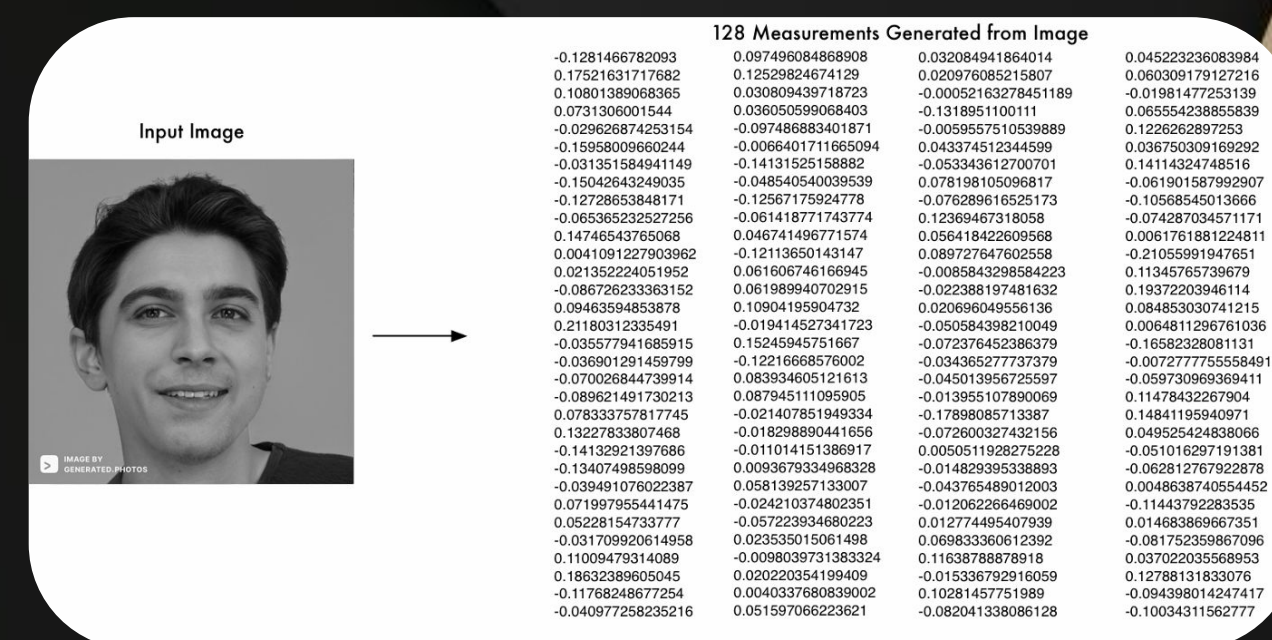 128 Measurements Generated from Image
Input Image
-0.1281466782093 0.097496084868908 0.032084941864014 0.045223236083984
0.17521631717682 0.12529824674129 0.020976085215807 0.060309179127216
0.10801389068365 0.030809439718723 -0.00052163278451189 -0.01981477253139
0.0731306001544 0.036050599068403 -0.1318951100111 0.065554238855839
-0.029626874253154 -0.097486883401871 -0.0059557510539889 0.1226262897253
-0.15958009660244 -0.0066401711665094 0.043374512344599 0.036750309169292
-0.031351584941149 -0.14131525158882 -0.053343612700701 0.14114324748516
-0.15042643249035 -0.048540540039539 0.078198105096817 -0.061901587992907
-0.12728653848171 -0.12567175924778 -0.076289616525173 -0.10568545013666
-0.065365232527256 -0.061418771743774 0.12369467318058 -0.074287034571171
0.14746543765068 0.046741496771574 0.056418422609568 0.0061761881224811
0.0041091227903962 -0.12113650143147 0.089727647602558 -0.21055991947651
0.021352224051952 0.061606746166945 -0.0085843298584223 0.11345765739679
-0.086726233363152 0.061989940702915 -0.022388197481632 0.19372203946114
0.09463594853878 0.10904195904732 0.020696049556136 0.084853030741215
0.21180312335491 -0.019414527341723 -0.050584398210049 0.0064811296761036
-0.035577941685915 0.15245945751667 -0.072376452386379 -0.16582328081131
-0.036901291459799 -0.12216668576002 -0.034365277737379 -0.0072777755558491
-0.070026844739914 0.083934605121613 -0.045013956725597 -0.059730969369411
-0.089621491730213 0.087945111095905 -0.013955107890069 0.11478432267904
0.078333757817745 -0.021407851949334 -0.17898085713387 0.14841195940971
0.13227833807468 -0.018298890441656 -0.072600327432156 0.049525424838066
-0.14132921397686 -0.011014151386917 0.0050511928275228 -0.051016297191381
-0.13407498598099 0.0093679334968328 -0.014829395338893 -0.062812767922878
-0.039491076022387 0.058139257133007 -0.043765489012003 0.0048638740554452
0.071997955441475 -0.024210374802351 -0.012062266469002 -0.11443792283535
0.05228154733777 -0.057223934680223 0.012774495407939 0.014683869667351
-0.031709920614958 0.023535015061498 0.069833360612392 -0.081752359867096
0.11009479314089 -0.0098039731383324 0.11638788878918 0.037022035568953
0.18632389605045 0.020220354199409 -0.015336792916059 0.12788131833076
-0.11768248677254 0.0040337680839002 0.10281457751989 -0.094398014247417
-0.040977258235216 0.051597066223621 -0.082041338086128 -0.10034311562777
IMAGE BY
GENERATED.PHOTOS